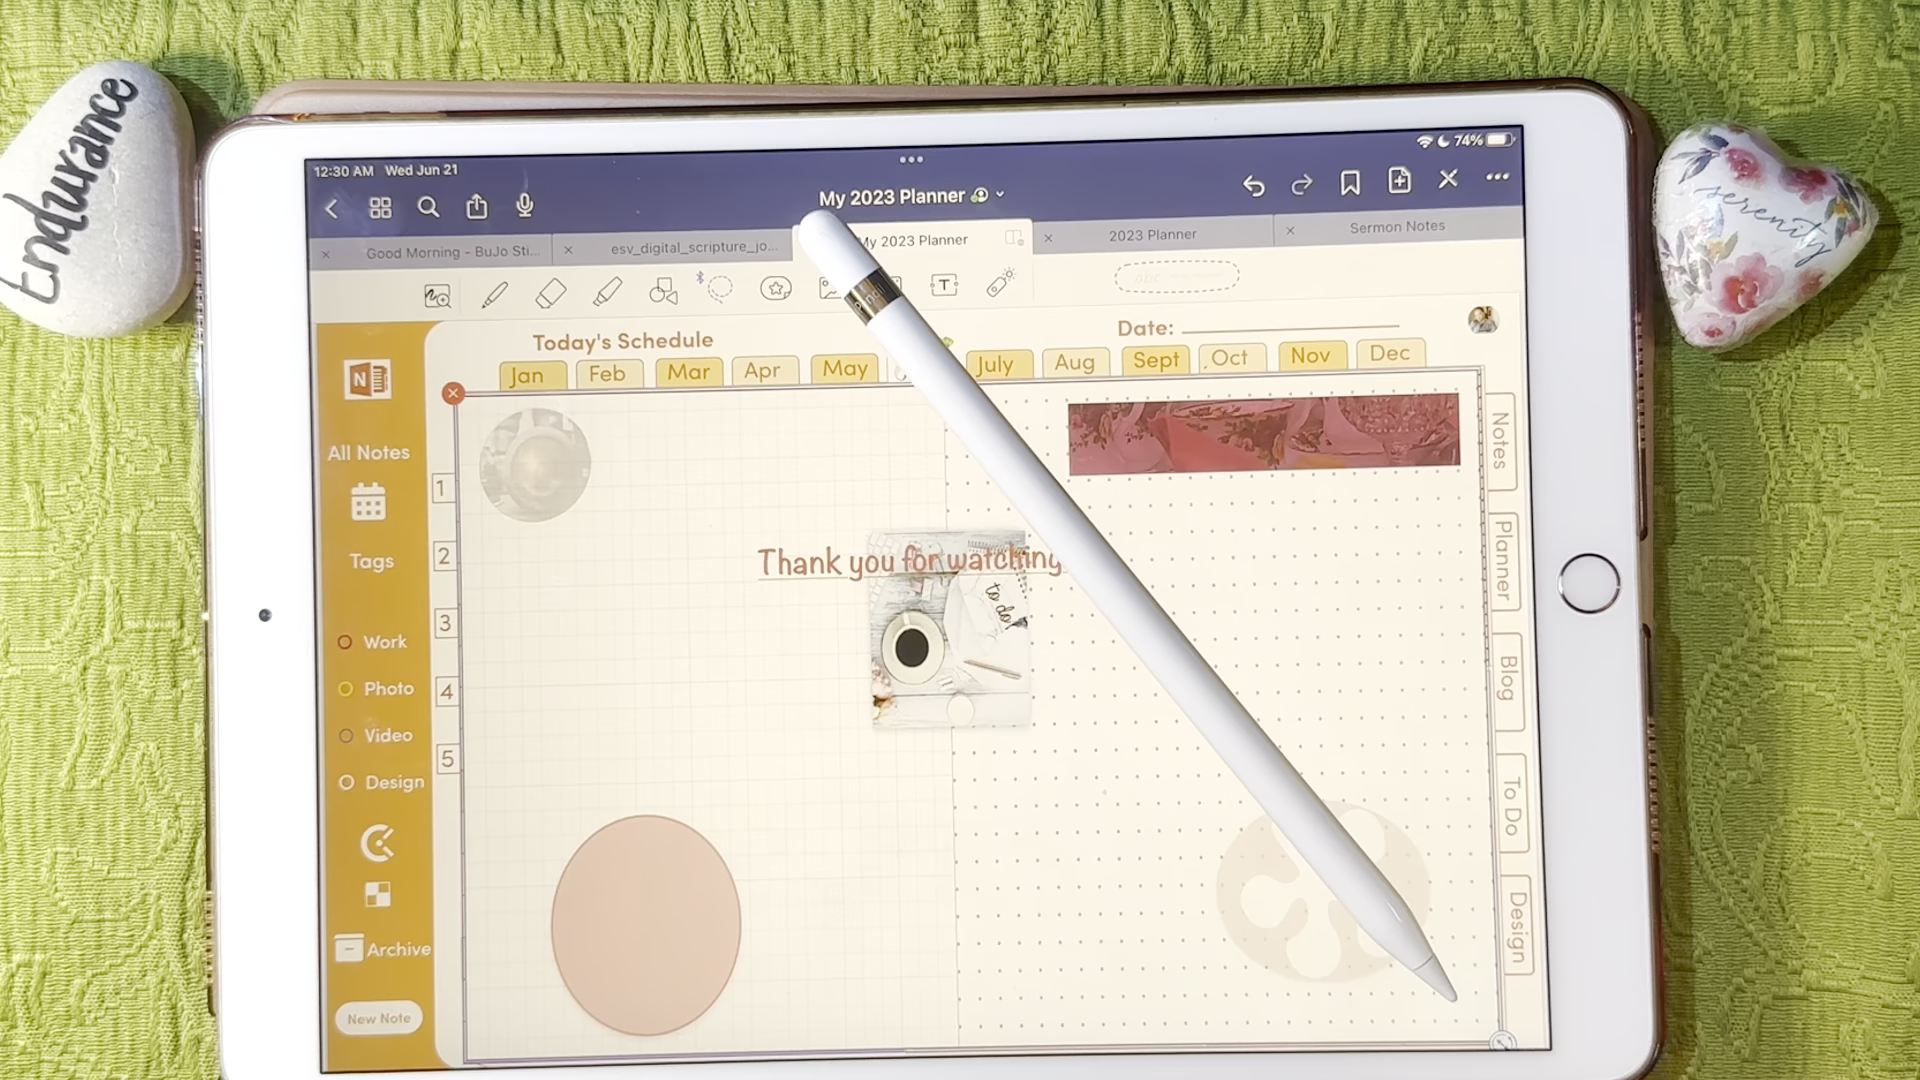 Endurance
serenity
12:30 AM Wed Jun 21
74%
My 2023 Planner
Good Morning - BuJo Sti...
esv_digital_scripture_jo...
My 2023 Planner
2023 Planner
Sermon Notes
T
Today's Schedule
Date:
Jan Feb Mar Apr May July Aug Sept Oct Nov Dec
N
All Notes
Tags
Work
Photo
Video
Design
Archive
New Note
1
2
3
4
5
Thank you for watching
to do
Notes
Planner
Blog
To Do
Design